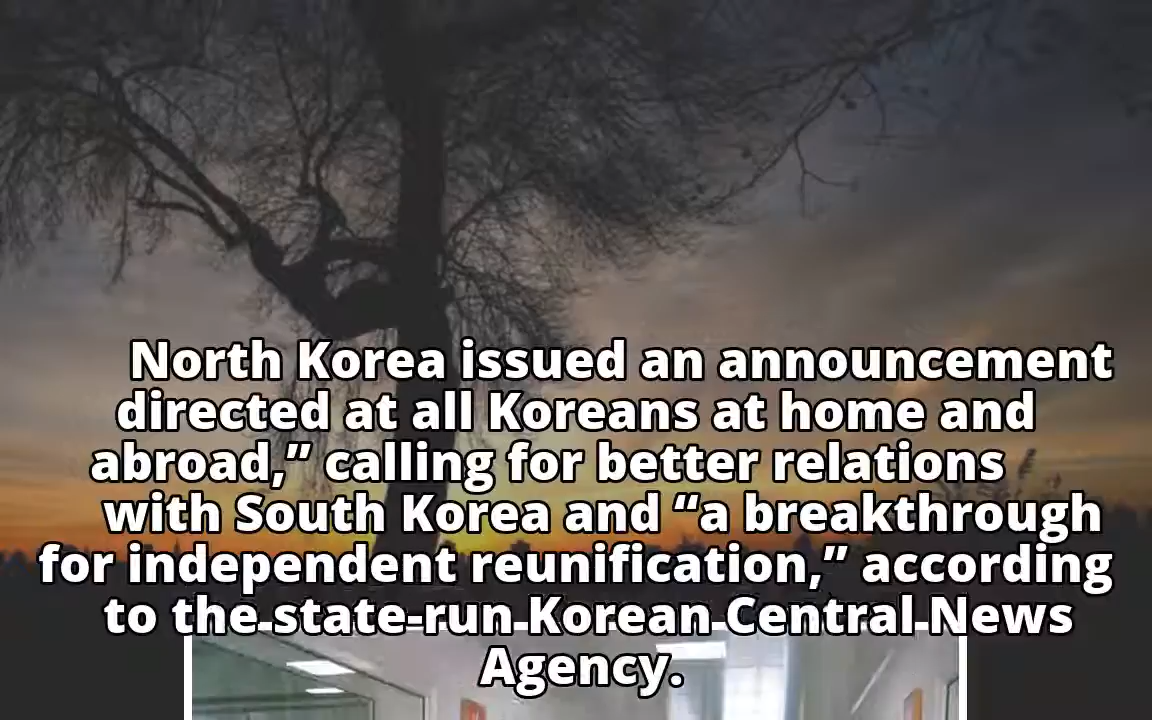 North Korea issued an announcement
directed at all Koreans at home and
abroad,” calling for better relations
with South Korea and “a breakthrough
for independent reunification,” according
to the state-run Korean Central News
Agency.